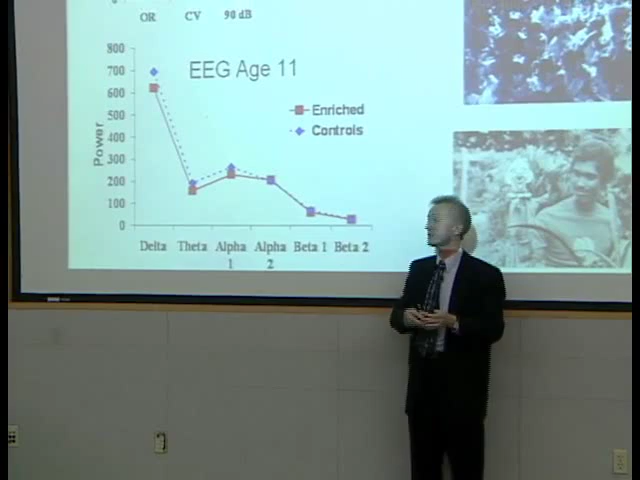 OR CV 90 dB
800
EEG Age 11
700
600
500
400
300
200
100
0
Power
Enriched
Controls
Delta Theta Alpha 1 Alpha 2 Beta 1 Beta 2